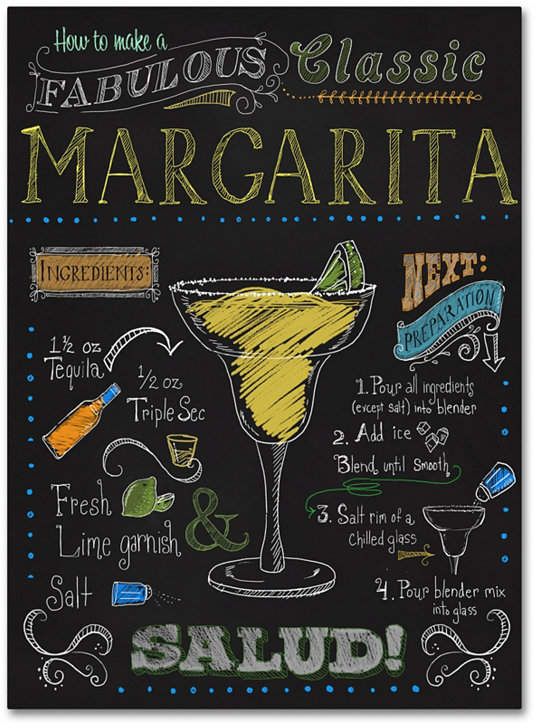 How to make a
FABULOUS Classic
MARGARITA
INGREDIENTS:
1 ½ oz
Tequila
½ oz
Triple Sec
Fresh
Lime garnish
&
Salt
NEXT:
PREPARATION
1. Pour all ingredients
(except salt) into blender
2. Add ice
Blend until smooth
3. Salt rim of a
chilled glass
4. Pour blender mix
into glass
SALUD!